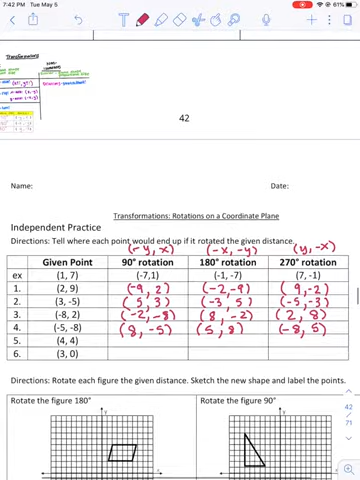 7:42 PM Tue May 5
92%
Transformations
42
Name:
Date:
Transformations: Rotations on a Coordinate Plane
Independent Practice
Directions: Tell where each point would end up if it rotated the given distance.
(-y, x) (-x, -y) (y, -x)
Given Point 90° rotation 180° rotation 270° rotation
ex (1, 7) (-7,1) (-1, -7) (7, -1)
1. (2, 9) (-9, 2) (-2, -9) (9, -2)
2. (3, -5) (5, 3) (-3, 5) (-5, -3)
3. (-8, 2) (-2, -8) (8, -2) (2, 8)
4. (-5, -8) (8, -5) (5, 8) (-8, 5)
5. (4, 4)
6. (3, 0)
Directions: Rotate each figure the given distance. Sketch the new shape and label the points.
Rotate the figure 180° Rotate the figure 90°
42
/
71